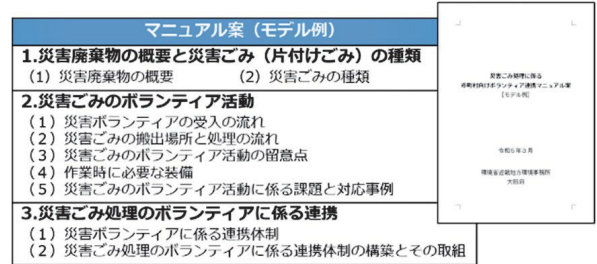 マニュアル案（モデル例）
1.災害廃棄物の概要と災害ごみ（片付けごみ）の種類
（1）災害廃棄物の概要　（2）災害ごみの種類
2.災害ごみのボランティア活動
（1）災害ボランティアの受入の流れ
（2）災害ごみの搬出場所と処理の流れ
（3）災害ごみのボランティア活動の留意点
（4）作業時に必要な装備
（5）災害ごみのボランティア活動に係る課題と対応事例
3.災害ごみ処理のボランティアに係る連携
（1）災害ボランティアに係る連携体制
（2）災害ごみ処理のボランティアに係る連携体制の構築とその取組
災害ごみ処理に係る
市町村向けボランティア連携マニュアル案
【モデル例】
令和5年3月
環境省近畿地方環境事務所
大阪府